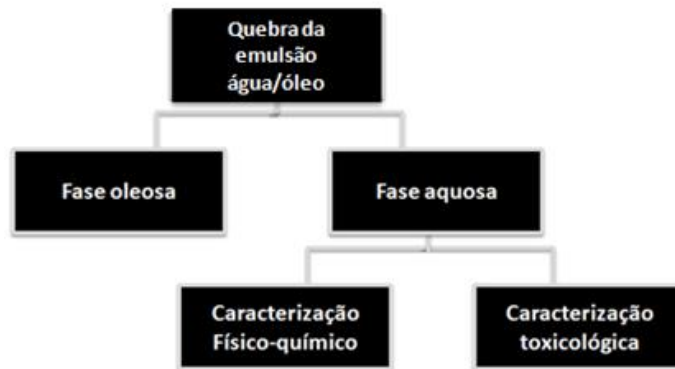 Quebra da
emulsão
água/óleo
Fase oleosa
Fase aquosa
Caracterização
Físico-químico
Caracterização
toxicológica